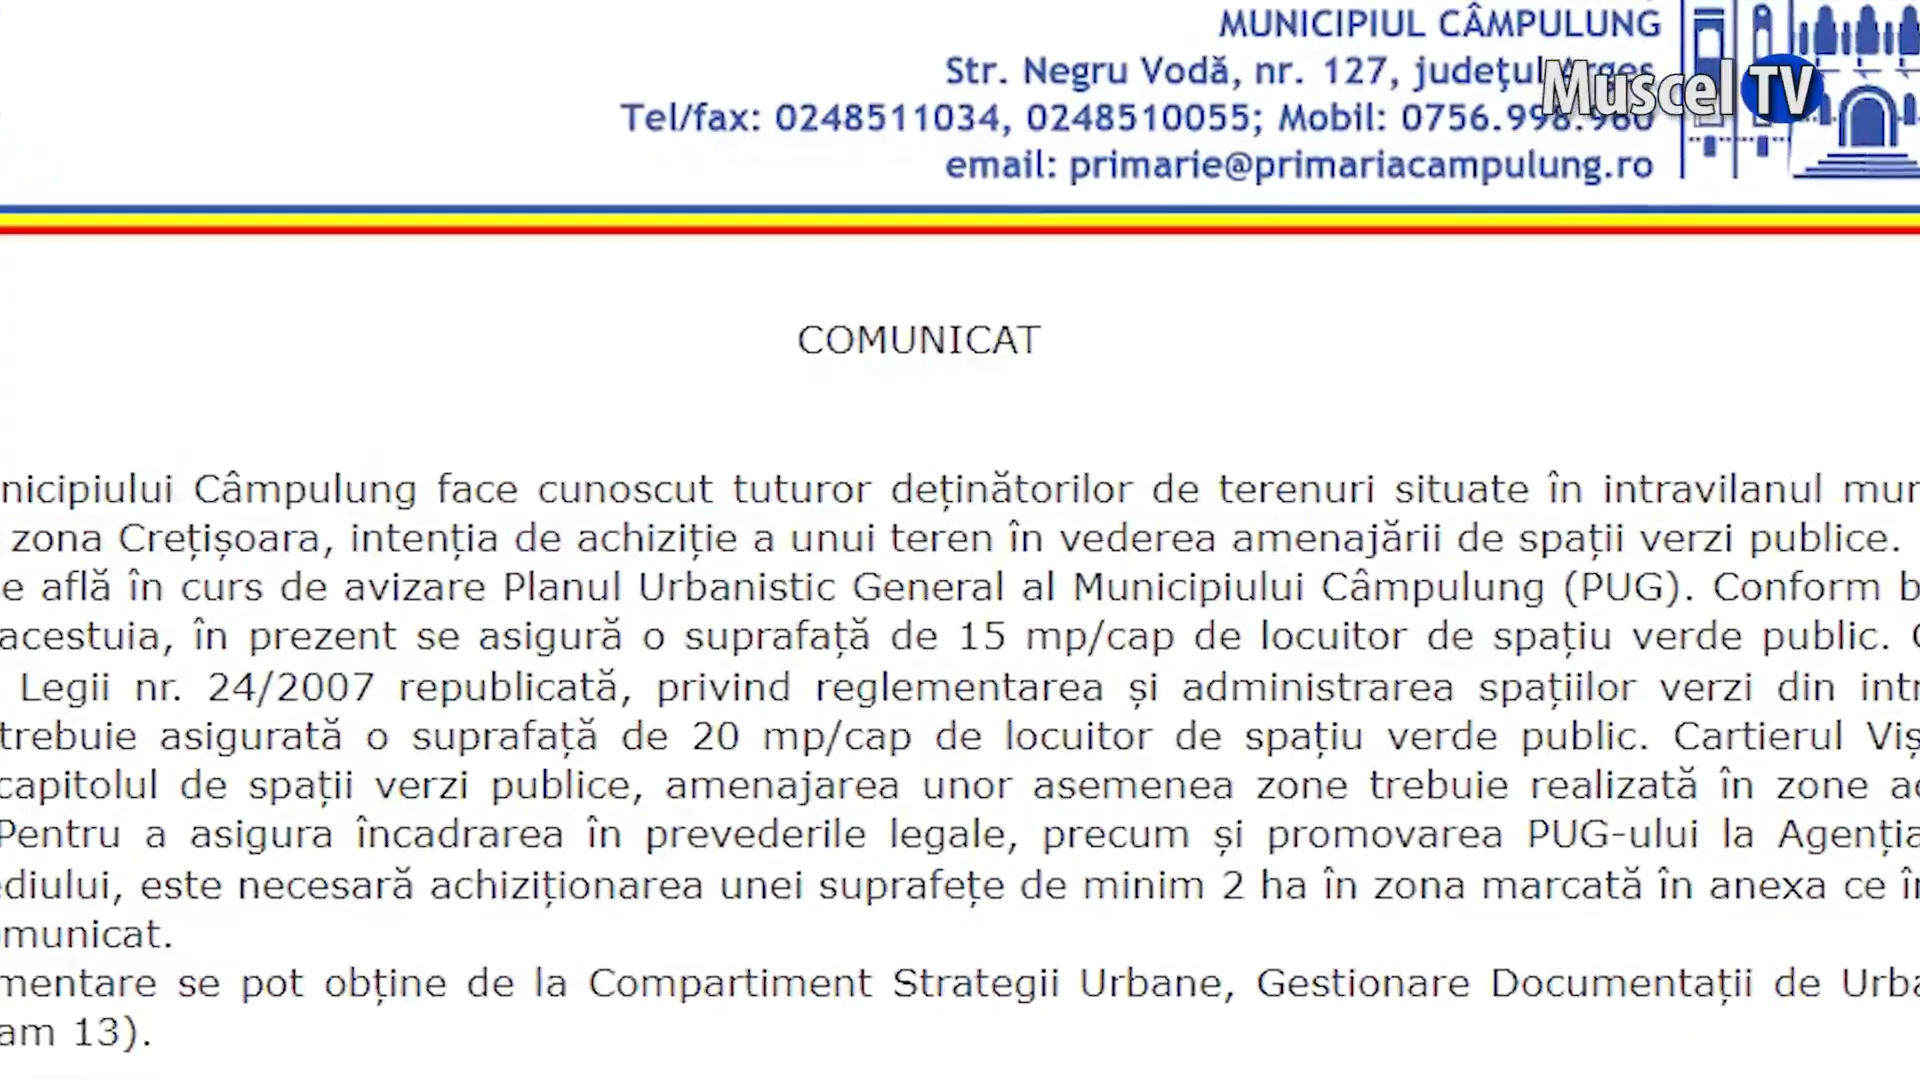 MUNICIPIUL CÂMPULUNG
Str. Negru Vodă, nr. 127, județul Argeș
Muscel TV
Tel/fax: 0248511034, 0248510055; Mobil: 0756.998.980
email: primarie@primariacampulung.ro
COMUNICAT
nicipiului Câmpulung face cunoscut tuturor deținătorilor de terenuri situate în intravilanul mun
zona Crețișoara, intenția de achiziție a unui teren în vederea amenajării de spații verzi publice.
e află în curs de avizare Planul Urbanistic General al Municipiului Câmpulung (PUG). Conform b
acestuia, în prezent se asigură o suprafață de 15 mp/cap de locuitor de spațiu verde public.
Legii nr. 24/2007 republicată, privind reglementarea și administrarea spațiilor verzi din intr
trebuie asigurată o suprafață de 20 mp/cap de locuitor de spațiu verde public. Cartierul Viș
capitolul de spații verzi publice, amenajarea unor asemenea zone trebuie realizată în zone
Pentru a asigura încadrarea în prevederile legale, precum și promovarea PUG-ului la Agenția
ediului, este necesară achiziționarea unei suprafețe de minim 2 ha în zona marcată în anexa ce în
municat.
mentare se pot obține de la Compartiment Strategii Urbane, Gestionare Documentații de Urba
am 13).